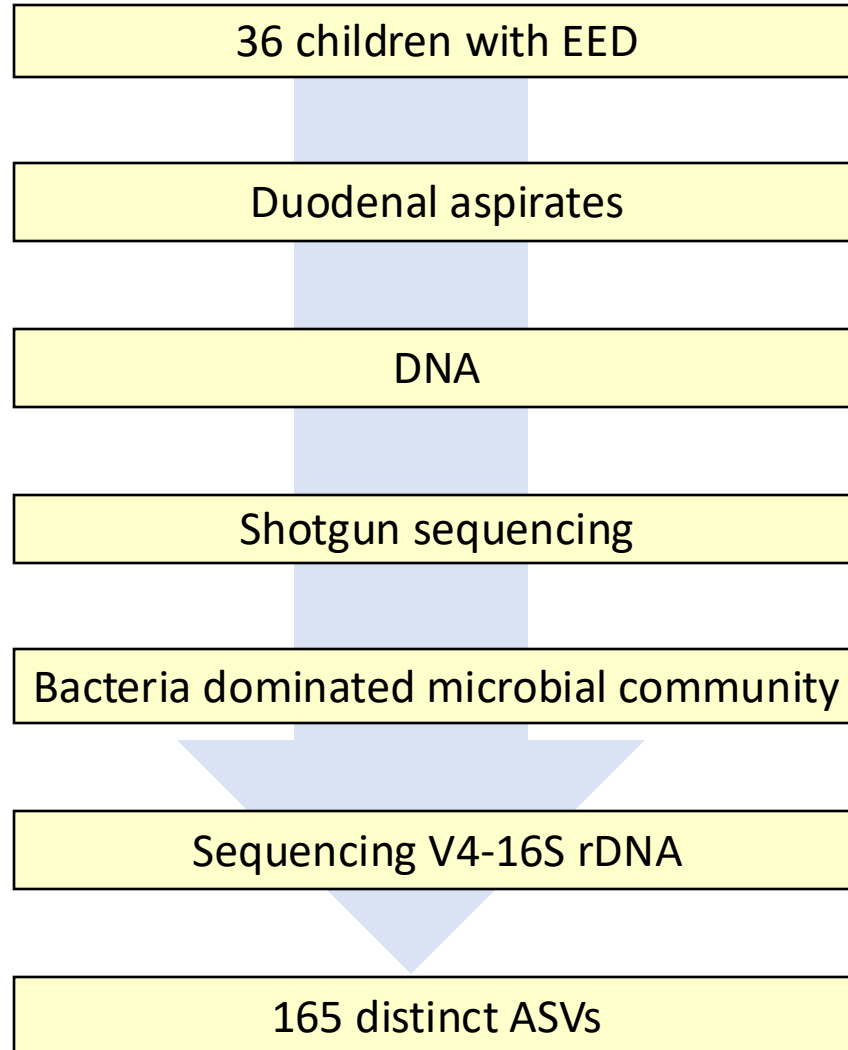 36 children with EED
Duodenal aspirates
DNA
Shotgun sequencing
Bacteria dominated microbial community
Sequencing V4-16S rDNA
165 distinct ASVs